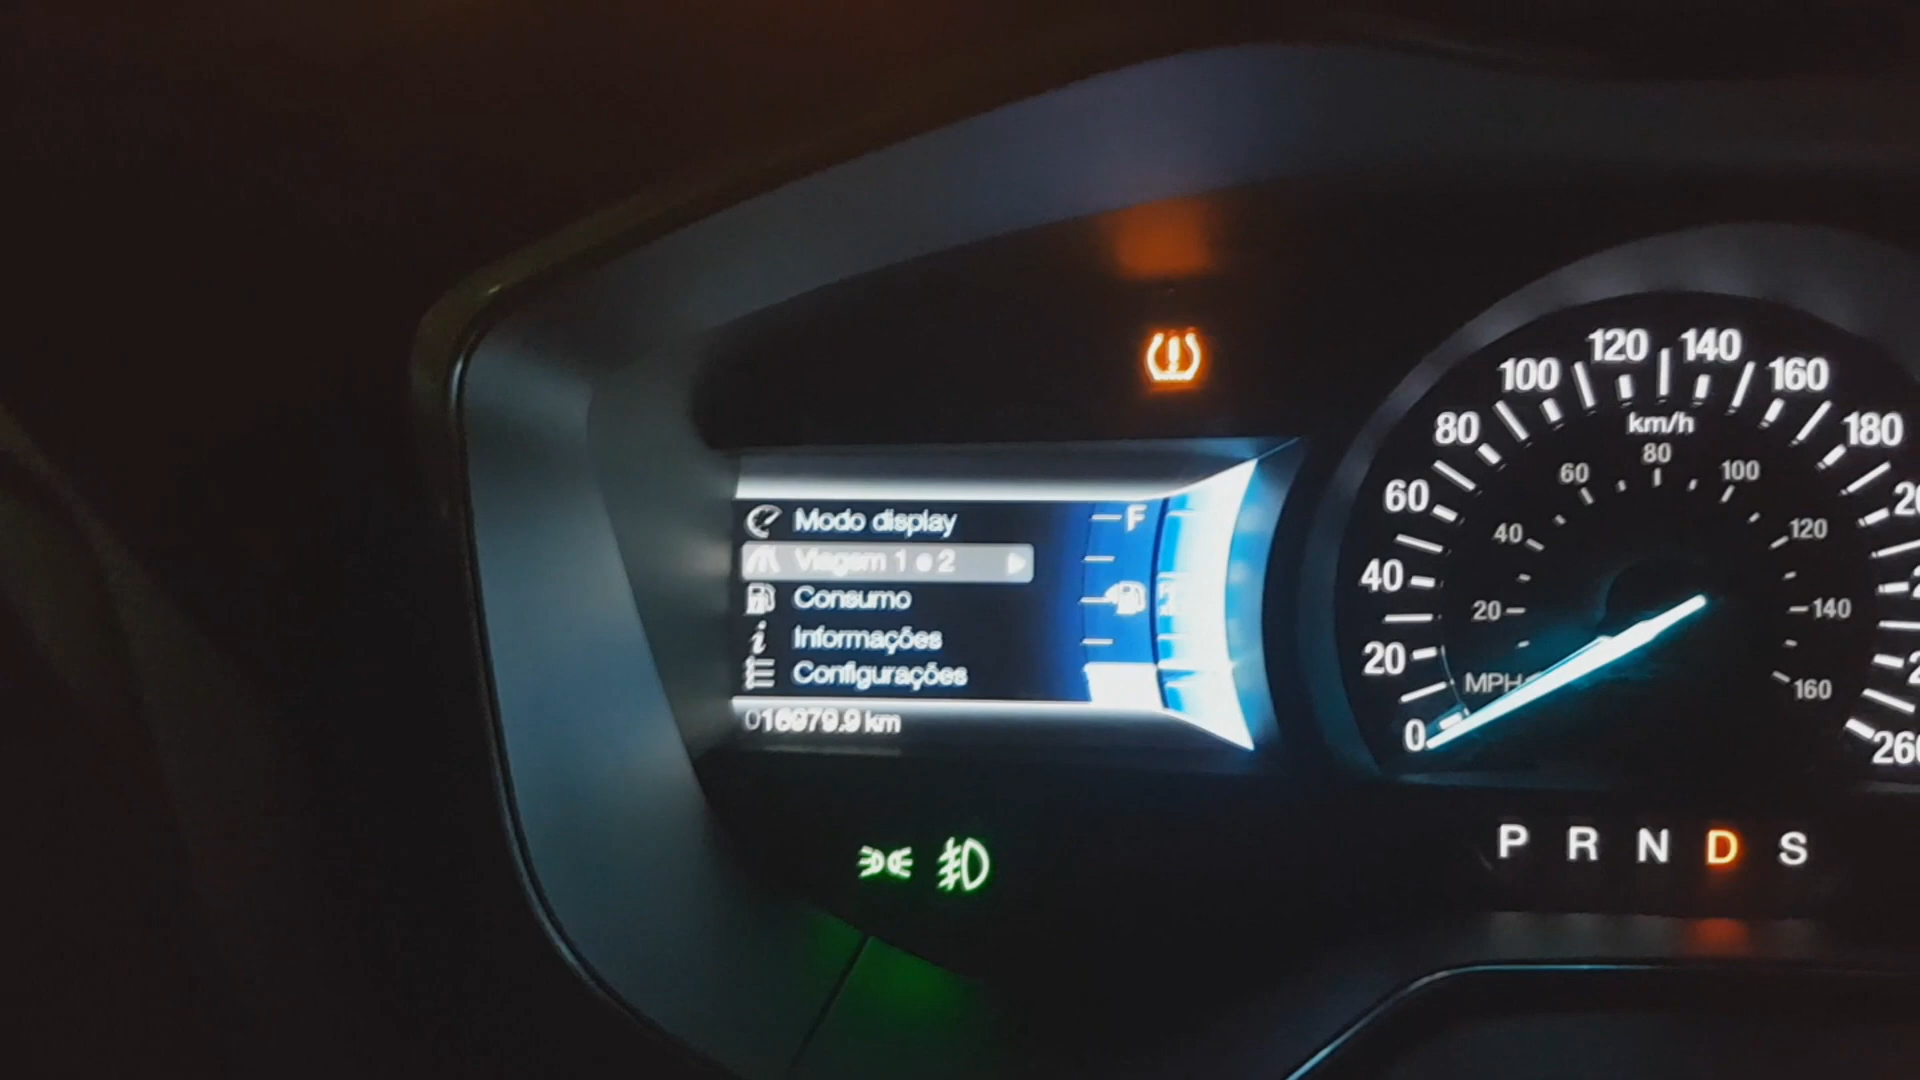 Modo display
Viagem 1 e 2
Consumo
Informações
Configurações
016979.9 km
F
0
20
40
60
80
100
120
140
160
180
260
km/h
MPH
20
40
60
80
100
120
140
160
P R N D S